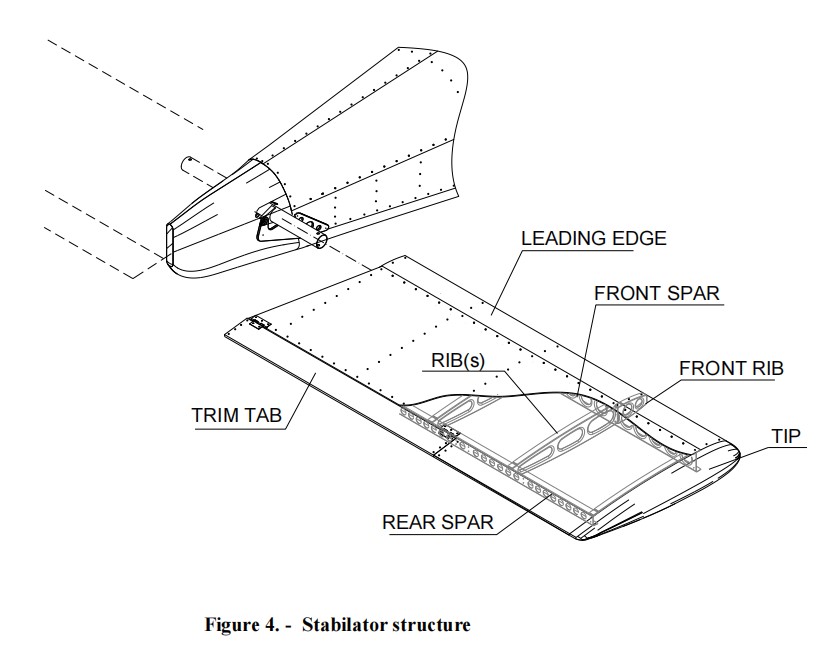 LEADING EDGE
FRONT SPAR
RIB(s)
FRONT RIB
TRIM TAB
TIP
REAR SPAR
Figure 4. - Stabilator structure